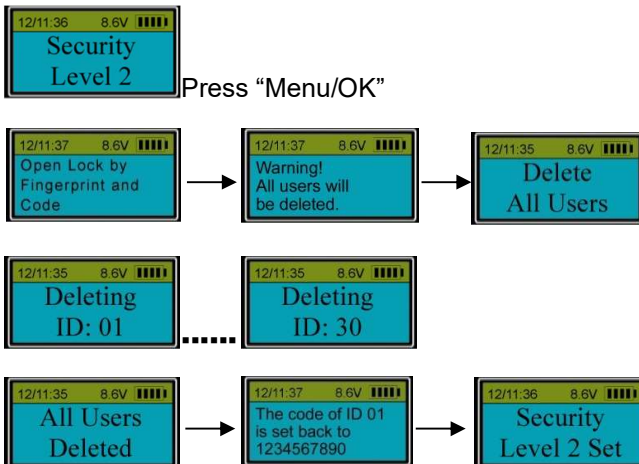 12/11:36 8.6V
Security
Level 2
Press “Menu/OK”
12/11:37 8.6V
Open Lock by
Fingerprint and
Code
12/11:37 8.6V
Warning!
All users will
be deleted.
12/11:35 8.6V
Delete
All Users
12/11:35 8.6V
Deleting
ID: 01
......
12/11:35 8.6V
Deleting
ID: 30
12/11:35 8.6V
All Users
Deleted
12/11:37 8.6V
The code of ID 01
is set back to
1234567890
12/11:36 8.6V
Security
Level 2 Set